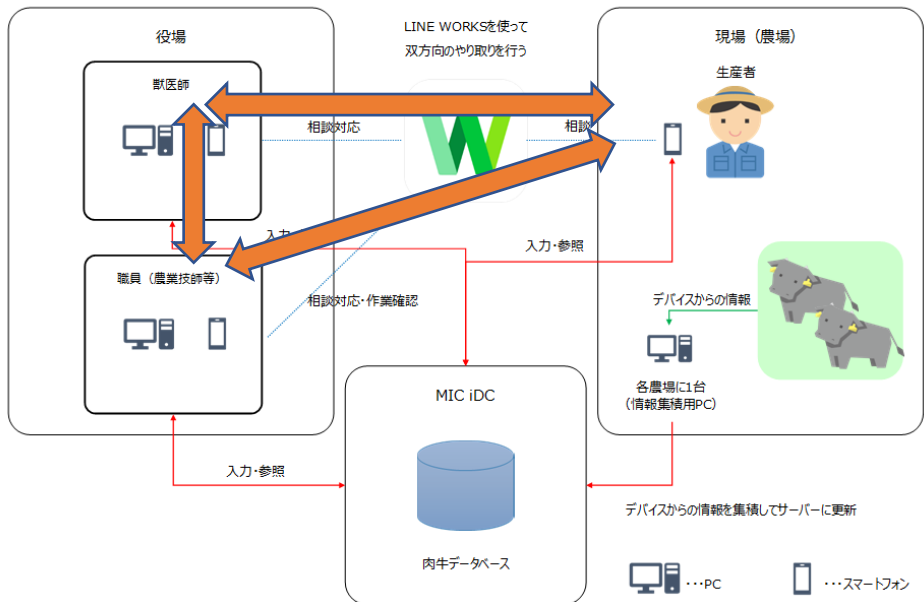 役場
LINE WORKSを使って
双方向のやり取りを行う
現場（農場）
獣医師
生産者
相談対応
相談
入力
入力・参照
職員（農業技師等）
相談対応・作業確認
デバイスからの情報
各農場に1台
（情報集積用PC）
MIC iDC
入力・参照
肉牛データベース
デバイスからの情報を集積してサーバーに更新
・・・PC
・・・スマートフォン